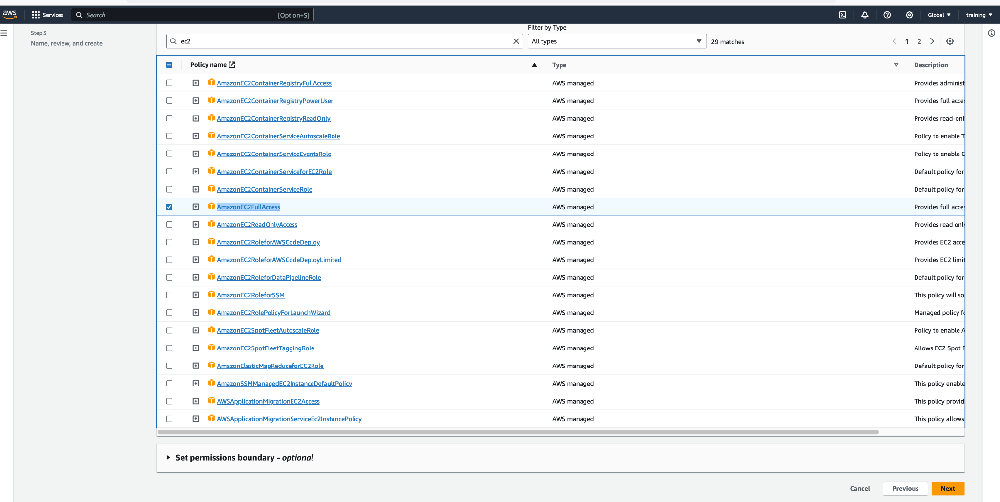 aws
Services
Search
[Option+S]
Global
training
Step 3
Name, review, and create
Filter by Type
ec2
All types
29 matches
1 2
Policy name Type Description
AmazonEC2ContainerRegistryFullAccess AWS managed Provides administ
AmazonEC2ContainerRegistryPowerUser AWS managed Provides full acces
AmazonEC2ContainerRegistryReadOnly AWS managed Provides read-onl
AmazonEC2ContainerServiceAutoscaleRole AWS managed Policy to enable T
AmazonEC2ContainerServiceEventsRole AWS managed Policy to enable C
AmazonEC2ContainerServiceforEC2Role AWS managed Default policy for
AmazonEC2ContainerServiceRole AWS managed Default policy for
AmazonEC2FullAccess AWS managed Provides full acces
AmazonEC2ReadOnlyAccess AWS managed Provides read only
AmazonEC2RoleforAWSCodeDeploy AWS managed Provides EC2 acce
AmazonEC2RoleforAWSCodeDeployLimited AWS managed Provides EC2 limit
AmazonEC2RoleforDataPipelineRole AWS managed Default policy for
AmazonEC2RoleforSSM AWS managed This policy will so
AmazonEC2RolePolicyForLaunchWizard AWS managed Managed policy fo
AmazonEC2SpotFleetAutoscaleRole AWS managed Policy to enable A
AmazonEC2SpotFleetTaggingRole AWS managed Allows EC2 Spot F
AmazonElasticMapReduceforEC2Role AWS managed Default policy for
AmazonSSMManagedEC2InstanceDefaultPolicy AWS managed This policy enable
AWSApplicationMigrationEC2Access AWS managed This policy provid
AWSApplicationMigrationServiceEc2InstancePolicy AWS managed This policy allows
Set permissions boundary - optional
Cancel
Previous
Next